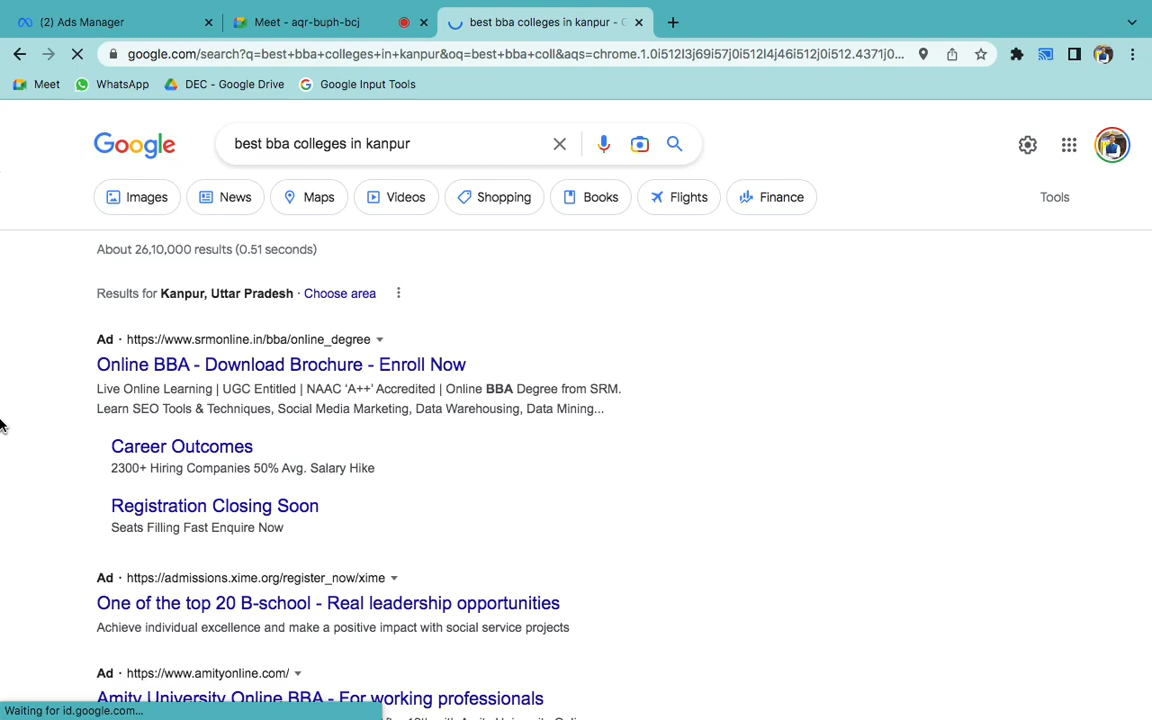 (2) Ads Manager
Meet - aqr-buph-bcj
best bba colleges in kanpur - G
google.com/search?q=best+bba+colleges+in+kanpur&oq=best+bba+coll&aqs=chrome.1.0i512l3j69i57j0i512l4j46i512j0i512.4371j0...
Meet
WhatsApp
DEC - Google Drive
Google Input Tools
Google
best bba colleges in kanpur
Images
News
Maps
Videos
Shopping
Books
Flights
Finance
Tools
About 26,10,000 results (0.51 seconds)
Results for Kanpur, Uttar Pradesh · Choose area
Ad · https://www.srmonline.in/bba/online_degree
Online BBA - Download Brochure - Enroll Now
Live Online Learning | UGC Entitled | NAAC ‘A++’ Accredited | Online BBA Degree from SRM.
Learn SEO Tools & Techniques, Social Media Marketing, Data Warehousing, Data Mining...
Career Outcomes
2300+ Hiring Companies 50% Avg. Salary Hike
Registration Closing Soon
Seats Filling Fast Enquire Now
Ad · https://admissions.xime.org/register_now/xime
One of the top 20 B-school - Real leadership opportunities
Achieve individual excellence and make a positive impact with social service projects
Ad · https://www.amityonline.com/
Amity University Online BBA - For working professionals
Waiting for id.google.com...